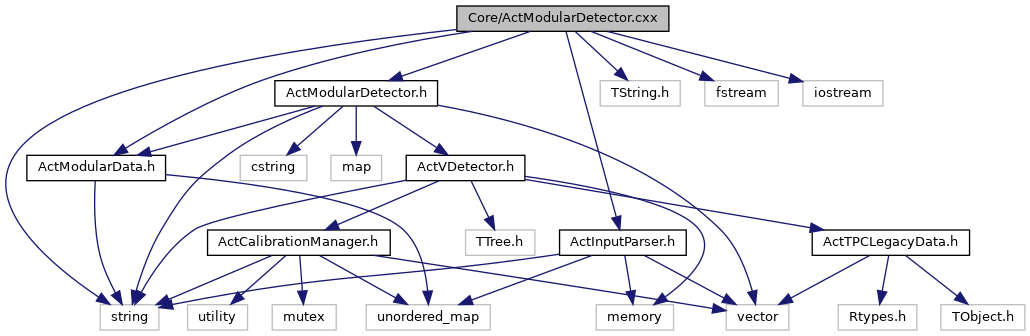 Core/ActModularDetector.cxx
ActModularDetector.h
TString.h
fstream
iostream
ActModularData.h
cstring
map
ActVDetector.h
ActCalibrationManager.h
TTree.h
ActInputParser.h
ActTPCLegacyData.h
string
utility
mutex
unordered_map
memory
vector
Rtypes.h
TObject.h